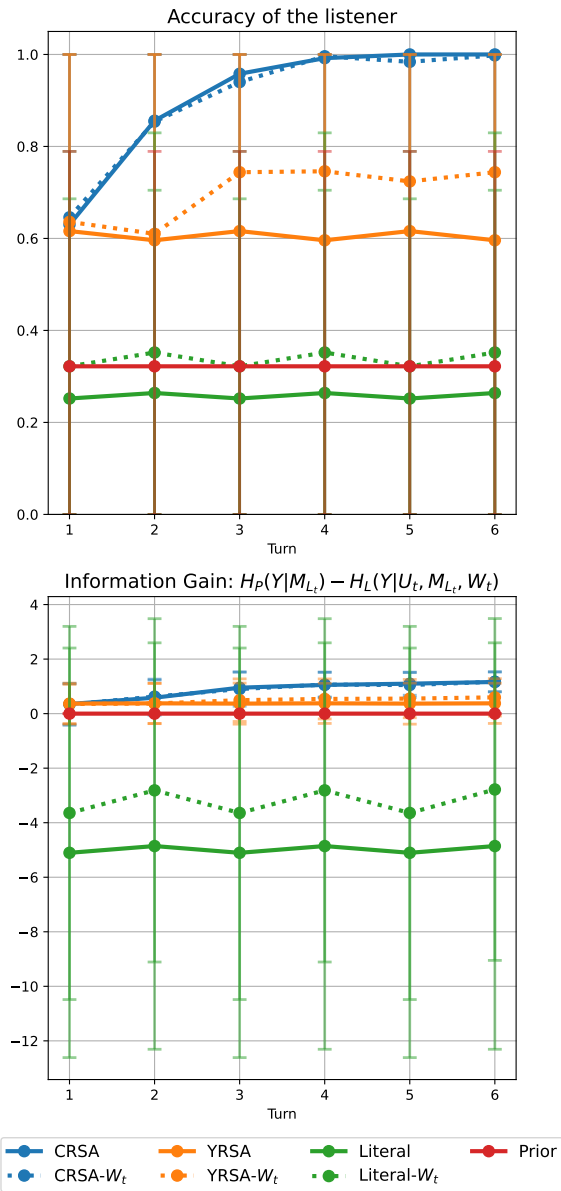 Accuracy of the listener
1.0
0.8
0.6
0.4
0.2
0.0
1 2 3 4 5 6
Turn
Information Gain: $H_P(Y|M_{L_t}) - H_L(Y|U_t, M_{L_t}, W_t)$
4
2
0
−2
−4
−6
−8
−10
−12
1 2 3 4 5 6
Turn
CRSA YRSA Literal Prior
CRSA-$W_t$ YRSA-$W_t$ Literal-$W_t$